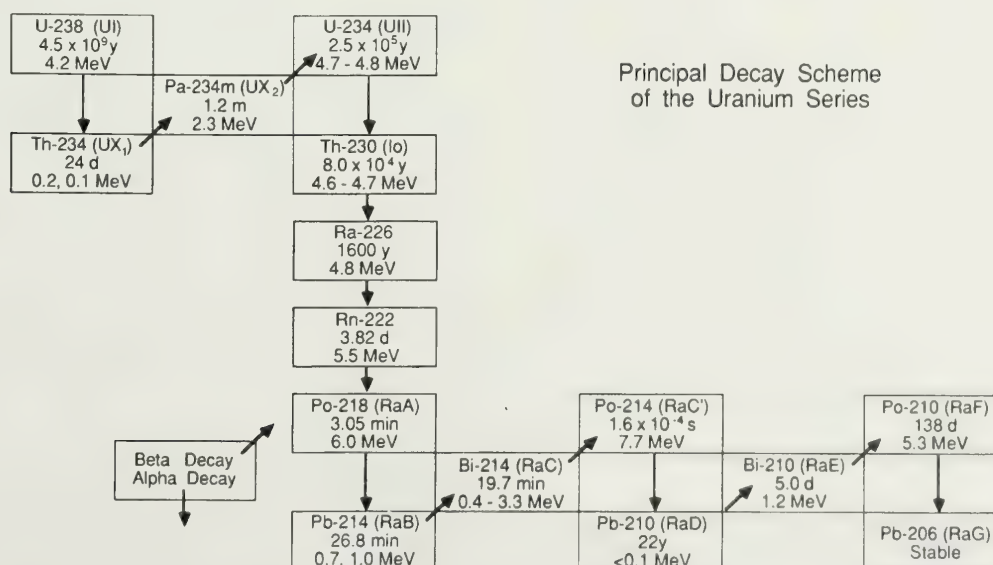 U-238 (UI)
4.5 x 10⁹y
4.2 MeV
U-234 (UII)
2.5 x 10⁵y
4.7 - 4.8 MeV
Principal Decay Scheme
of the Uranium Series
Pa-234m (UX₂)
1.2 m
2.3 MeV
Th-234 (UX₁)
24 d
0.2, 0.1 MeV
Th-230 (Io)
8.0 x 10⁴y
4.6 - 4.7 MeV
Ra-226
1600 y
4.8 MeV
Rn-222
3.82 d
5.5 MeV
Po-218 (RaA)
3.05 min
6.0 MeV
Po-214 (RaC')
1.6 x 10⁻⁴s
7.7 MeV
Po-210 (RaF)
138 d
5.3 MeV
Beta Decay
Alpha Decay
Bi-214 (RaC)
19.7 min
0.4 - 3.3 MeV
Bi-210 (RaE)
5.0 d
1.2 MeV
Pb-214 (RaB)
26.8 min
0.7, 1.0 MeV
Pb-210 (RaD)
22y
<0.1 MeV
Pb-206 (RaG)
Stable